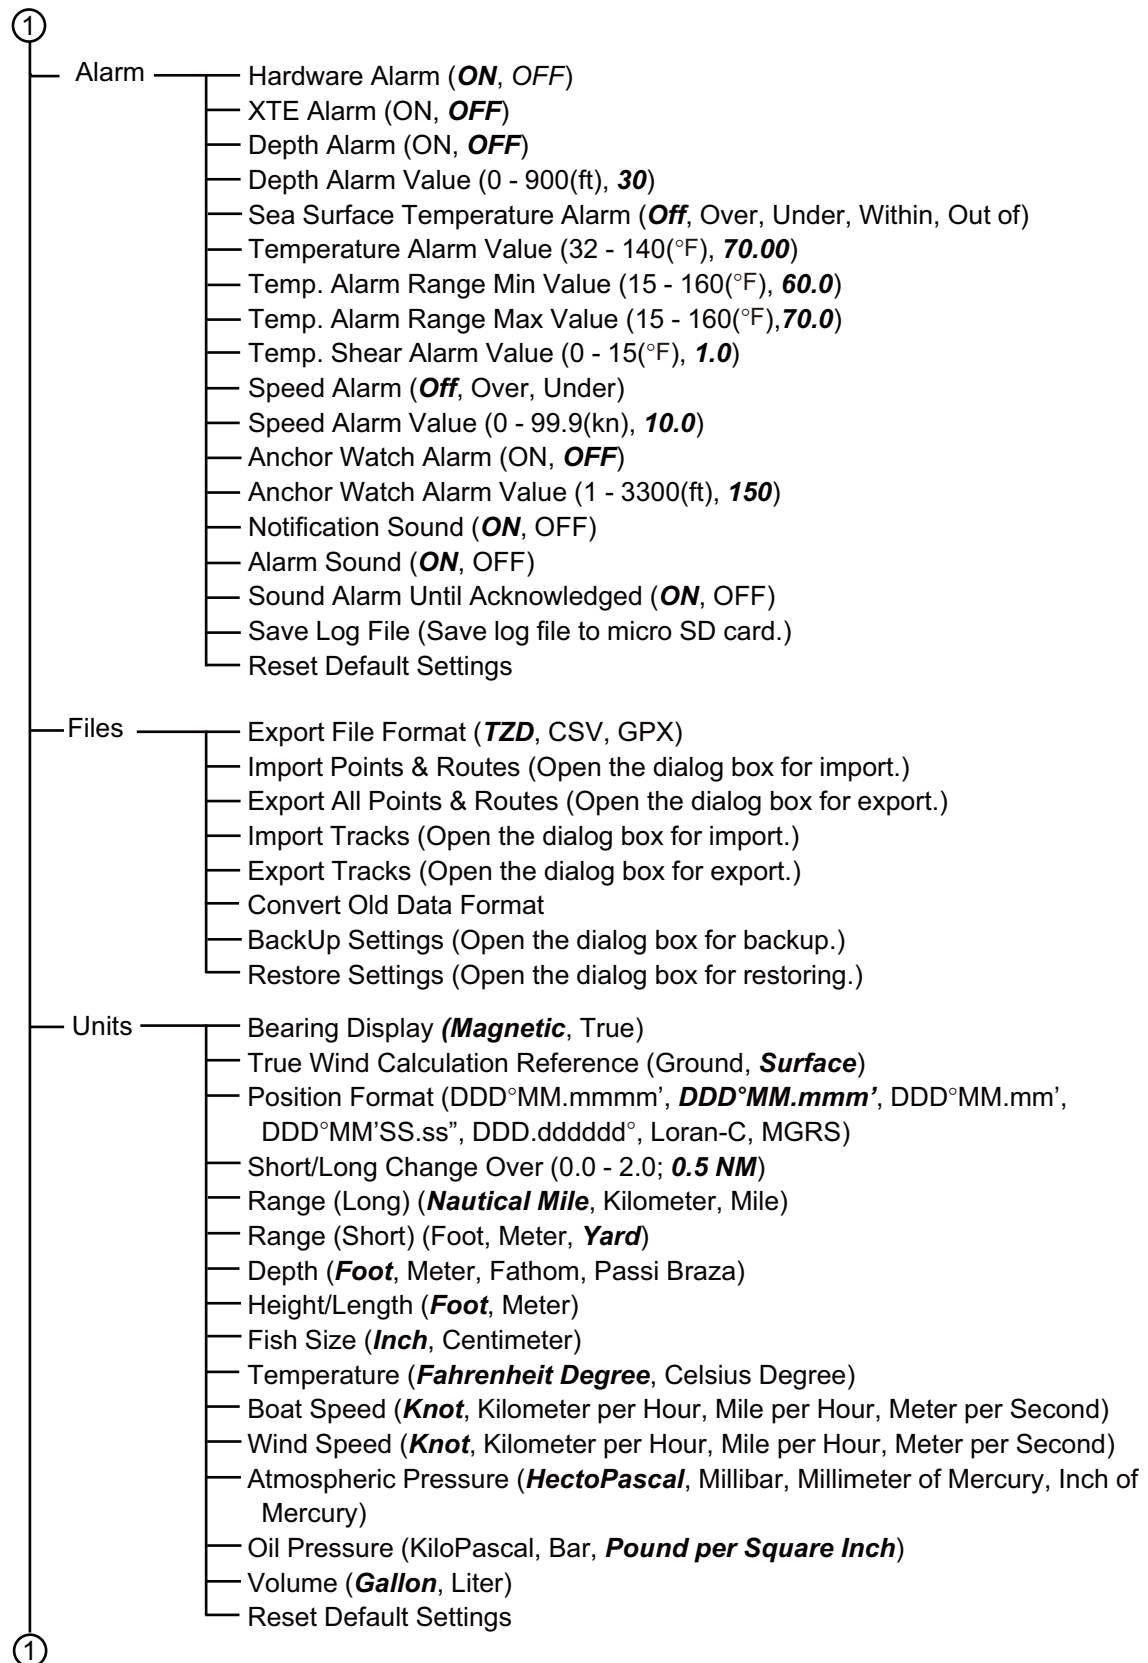 1
Alarm
Hardware Alarm (ON, OFF)
XTE Alarm (ON, OFF)
Depth Alarm (ON, OFF)
Depth Alarm Value (0 - 900(ft), 30)
Sea Surface Temperature Alarm (Off, Over, Under, Within, Out of)
Temperature Alarm Value (32 - 140(°F), 70.00)
Temp. Alarm Range Min Value (15 - 160(°F), 60.0)
Temp. Alarm Range Max Value (15 - 160(°F),70.0)
Temp. Shear Alarm Value (0 - 15(°F), 1.0)
Speed Alarm (Off, Over, Under)
Speed Alarm Value (0 - 99.9(kn), 10.0)
Anchor Watch Alarm (ON, OFF)
Anchor Watch Alarm Value (1 - 3300(ft), 150)
Notification Sound (ON, OFF)
Alarm Sound (ON, OFF)
Sound Alarm Until Acknowledged (ON, OFF)
Save Log File (Save log file to micro SD card.)
Reset Default Settings
Files
Export File Format (TZD, CSV, GPX)
Import Points & Routes (Open the dialog box for import.)
Export All Points & Routes (Open the dialog box for export.)
Import Tracks (Open the dialog box for import.)
Export Tracks (Open the dialog box for export.)
Convert Old Data Format
BackUp Settings (Open the dialog box for backup.)
Restore Settings (Open the dialog box for restoring.)
Units
Bearing Display (Magnetic, True)
True Wind Calculation Reference (Ground, Surface)
Position Format (DDD°MM.mmmm’, DDD°MM.mmm’, DDD°MM.mm’,
DDD°MM’SS.ss”, DDD.dddddd°, Loran-C, MGRS)
Short/Long Change Over (0.0 - 2.0; 0.5 NM)
Range (Long) (Nautical Mile, Kilometer, Mile)
Range (Short) (Foot, Meter, Yard)
Depth (Foot, Meter, Fathom, Passi Braza)
Height/Length (Foot, Meter)
Fish Size (Inch, Centimeter)
Temperature (Fahrenheit Degree, Celsius Degree)
Boat Speed (Knot, Kilometer per Hour, Mile per Hour, Meter per Second)
Wind Speed (Knot, Kilometer per Hour, Mile per Hour, Meter per Second)
Atmospheric Pressure (HectoPascal, Millibar, Millimeter of Mercury, Inch of
Mercury)
Oil Pressure (KiloPascal, Bar, Pound per Square Inch)
Volume (Gallon, Liter)
Reset Default Settings
1